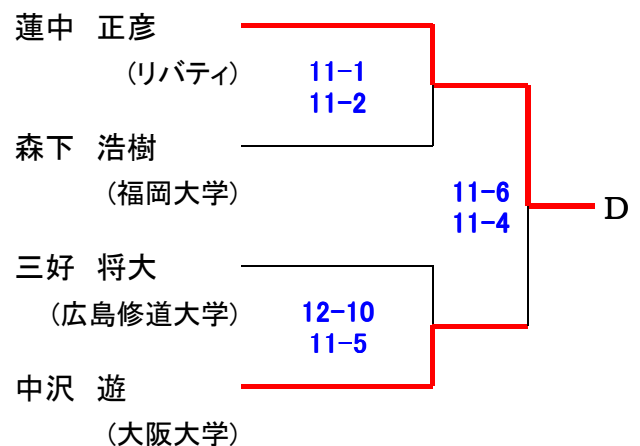 蓮中 正彦
(リバティ)
11-1
11-2
森下 浩樹
(福岡大学)
11-6
11-4
D
三好 将大
(広島修道大学)
12-10
11-5
中沢 遊
(大阪大学)